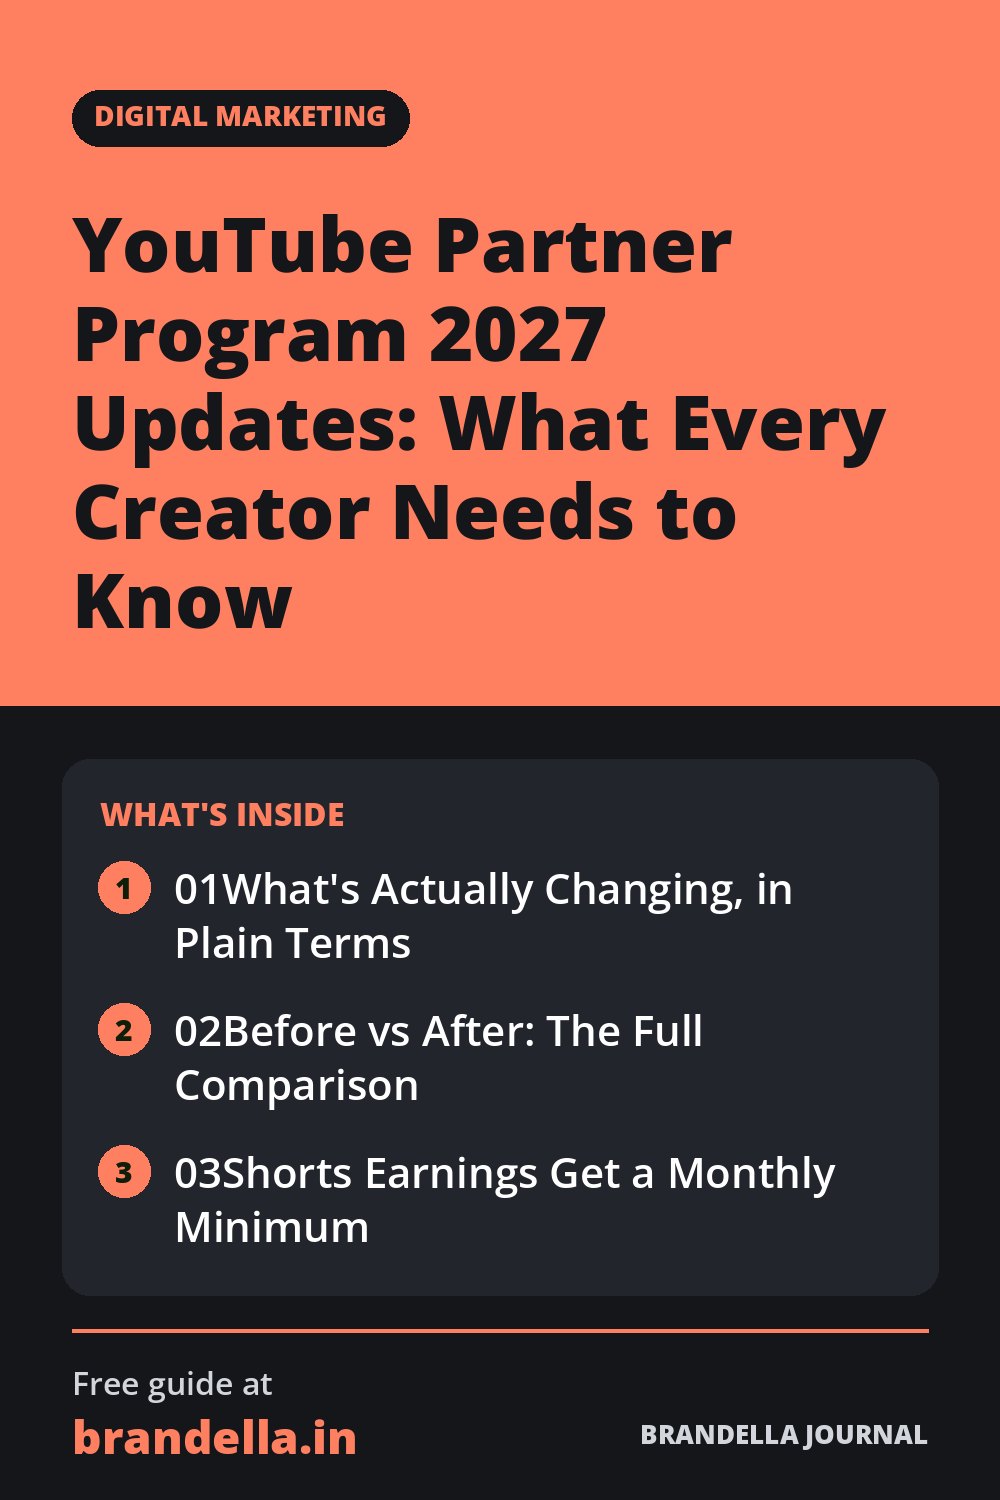 DIGITAL MARKETING
YouTube Partner
Program 2027
Updates: What Every
Creator Needs to
Know
WHAT'S INSIDE
1 01What's Actually Changing, in
Plain Terms
2 02Before vs After: The Full
Comparison
3 03Shorts Earnings Get a Monthly
Minimum
Free guide at
brandella.in
BRANDELLA JOURNAL